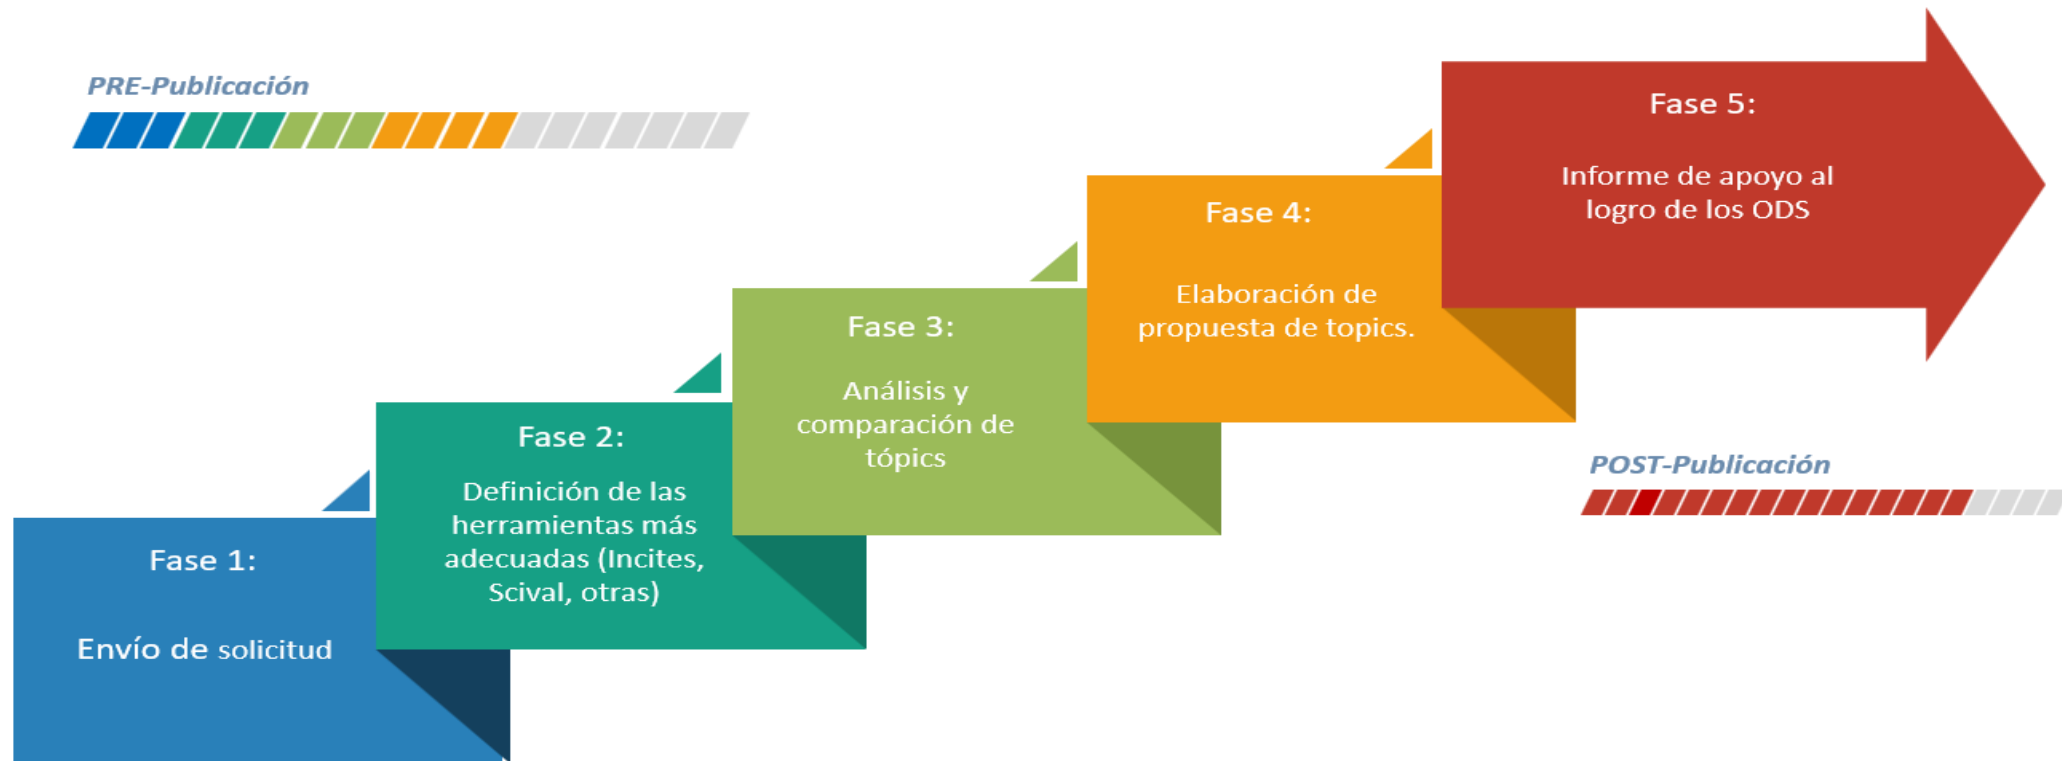 PRE-Publicación
Fase 1:
Envío de solicitud
Fase 2:
Definición de las
herramientas más
adecuadas (Incites,
Scival, otras)
Fase 3:
Análisis y
comparación de
tópics
Fase 4:
Elaboración de
propuesta de topics.
Fase 5:
Informe de apoyo al
logro de los ODS
POST-Publicación